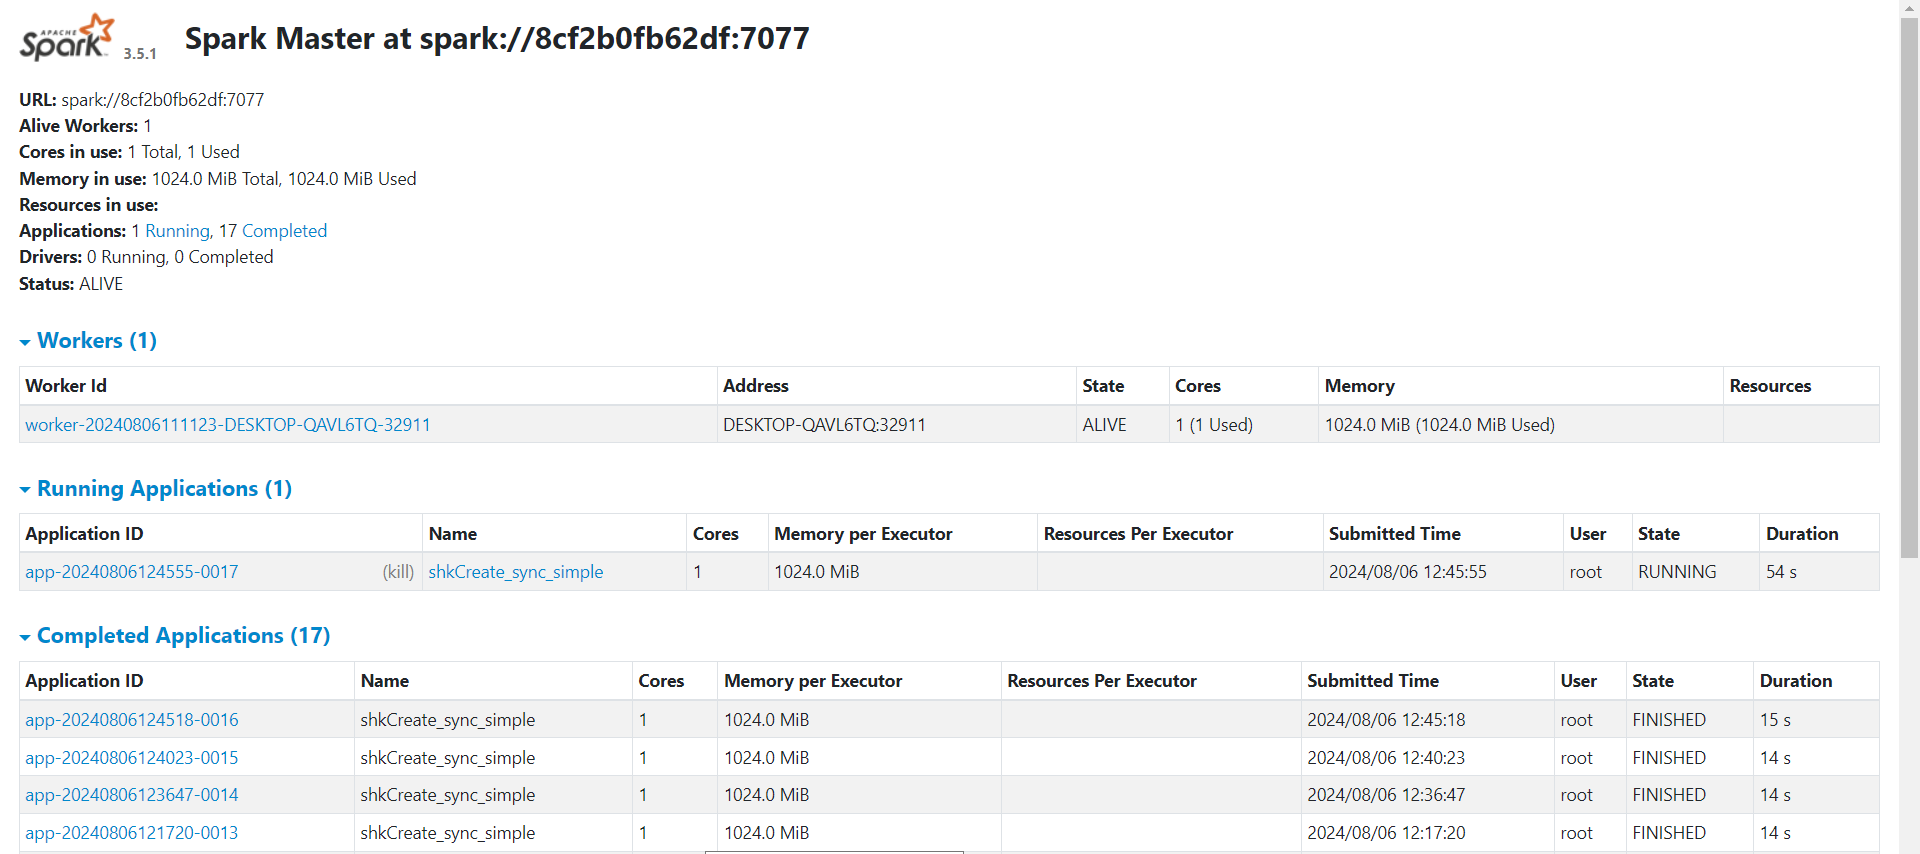 APACHE
Spark 3.5.1 Spark Master at spark://8cf2b0fb62df:7077
URL: spark://8cf2b0fb62df:7077
Alive Workers: 1
Cores in use: 1 Total, 1 Used
Memory in use: 1024.0 MiB Total, 1024.0 MiB Used
Resources in use:
Applications: 1 Running, 17 Completed
Drivers: 0 Running, 0 Completed
Status: ALIVE
Workers (1)
Worker Id Address State Cores Memory Resources
worker-20240806111123-DESKTOP-QAVL6TQ-32911 DESKTOP-QAVL6TQ:32911 ALIVE 1 (1 Used) 1024.0 MiB (1024.0 MiB Used)
Running Applications (1)
Application ID Name Cores Memory per Executor Resources Per Executor Submitted Time User State Duration
app-20240806124555-0017 (kill) shkCreate_sync_simple 1 1024.0 MiB 2024/08/06 12:45:55 root RUNNING 54 s
Completed Applications (17)
Application ID Name Cores Memory per Executor Resources Per Executor Submitted Time User State Duration
app-20240806124518-0016 shkCreate_sync_simple 1 1024.0 MiB 2024/08/06 12:45:18 root FINISHED 15 s
app-20240806124023-0015 shkCreate_sync_simple 1 1024.0 MiB 2024/08/06 12:40:23 root FINISHED 14 s
app-20240806123647-0014 shkCreate_sync_simple 1 1024.0 MiB 2024/08/06 12:36:47 root FINISHED 14 s
app-20240806121720-0013 shkCreate_sync_simple 1 1024.0 MiB 2024/08/06 12:17:20 root FINISHED 14 s